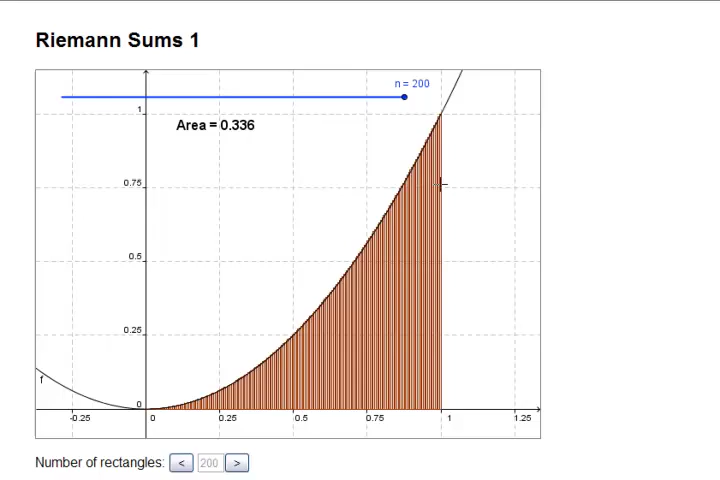 Riemann Sums 1
n = 200
Area = 0.336
1
0.75
0.5
0.25
0
f
-0.25 0 0.25 0.5 0.75 1 1.25
Number of rectangles: < 200 >